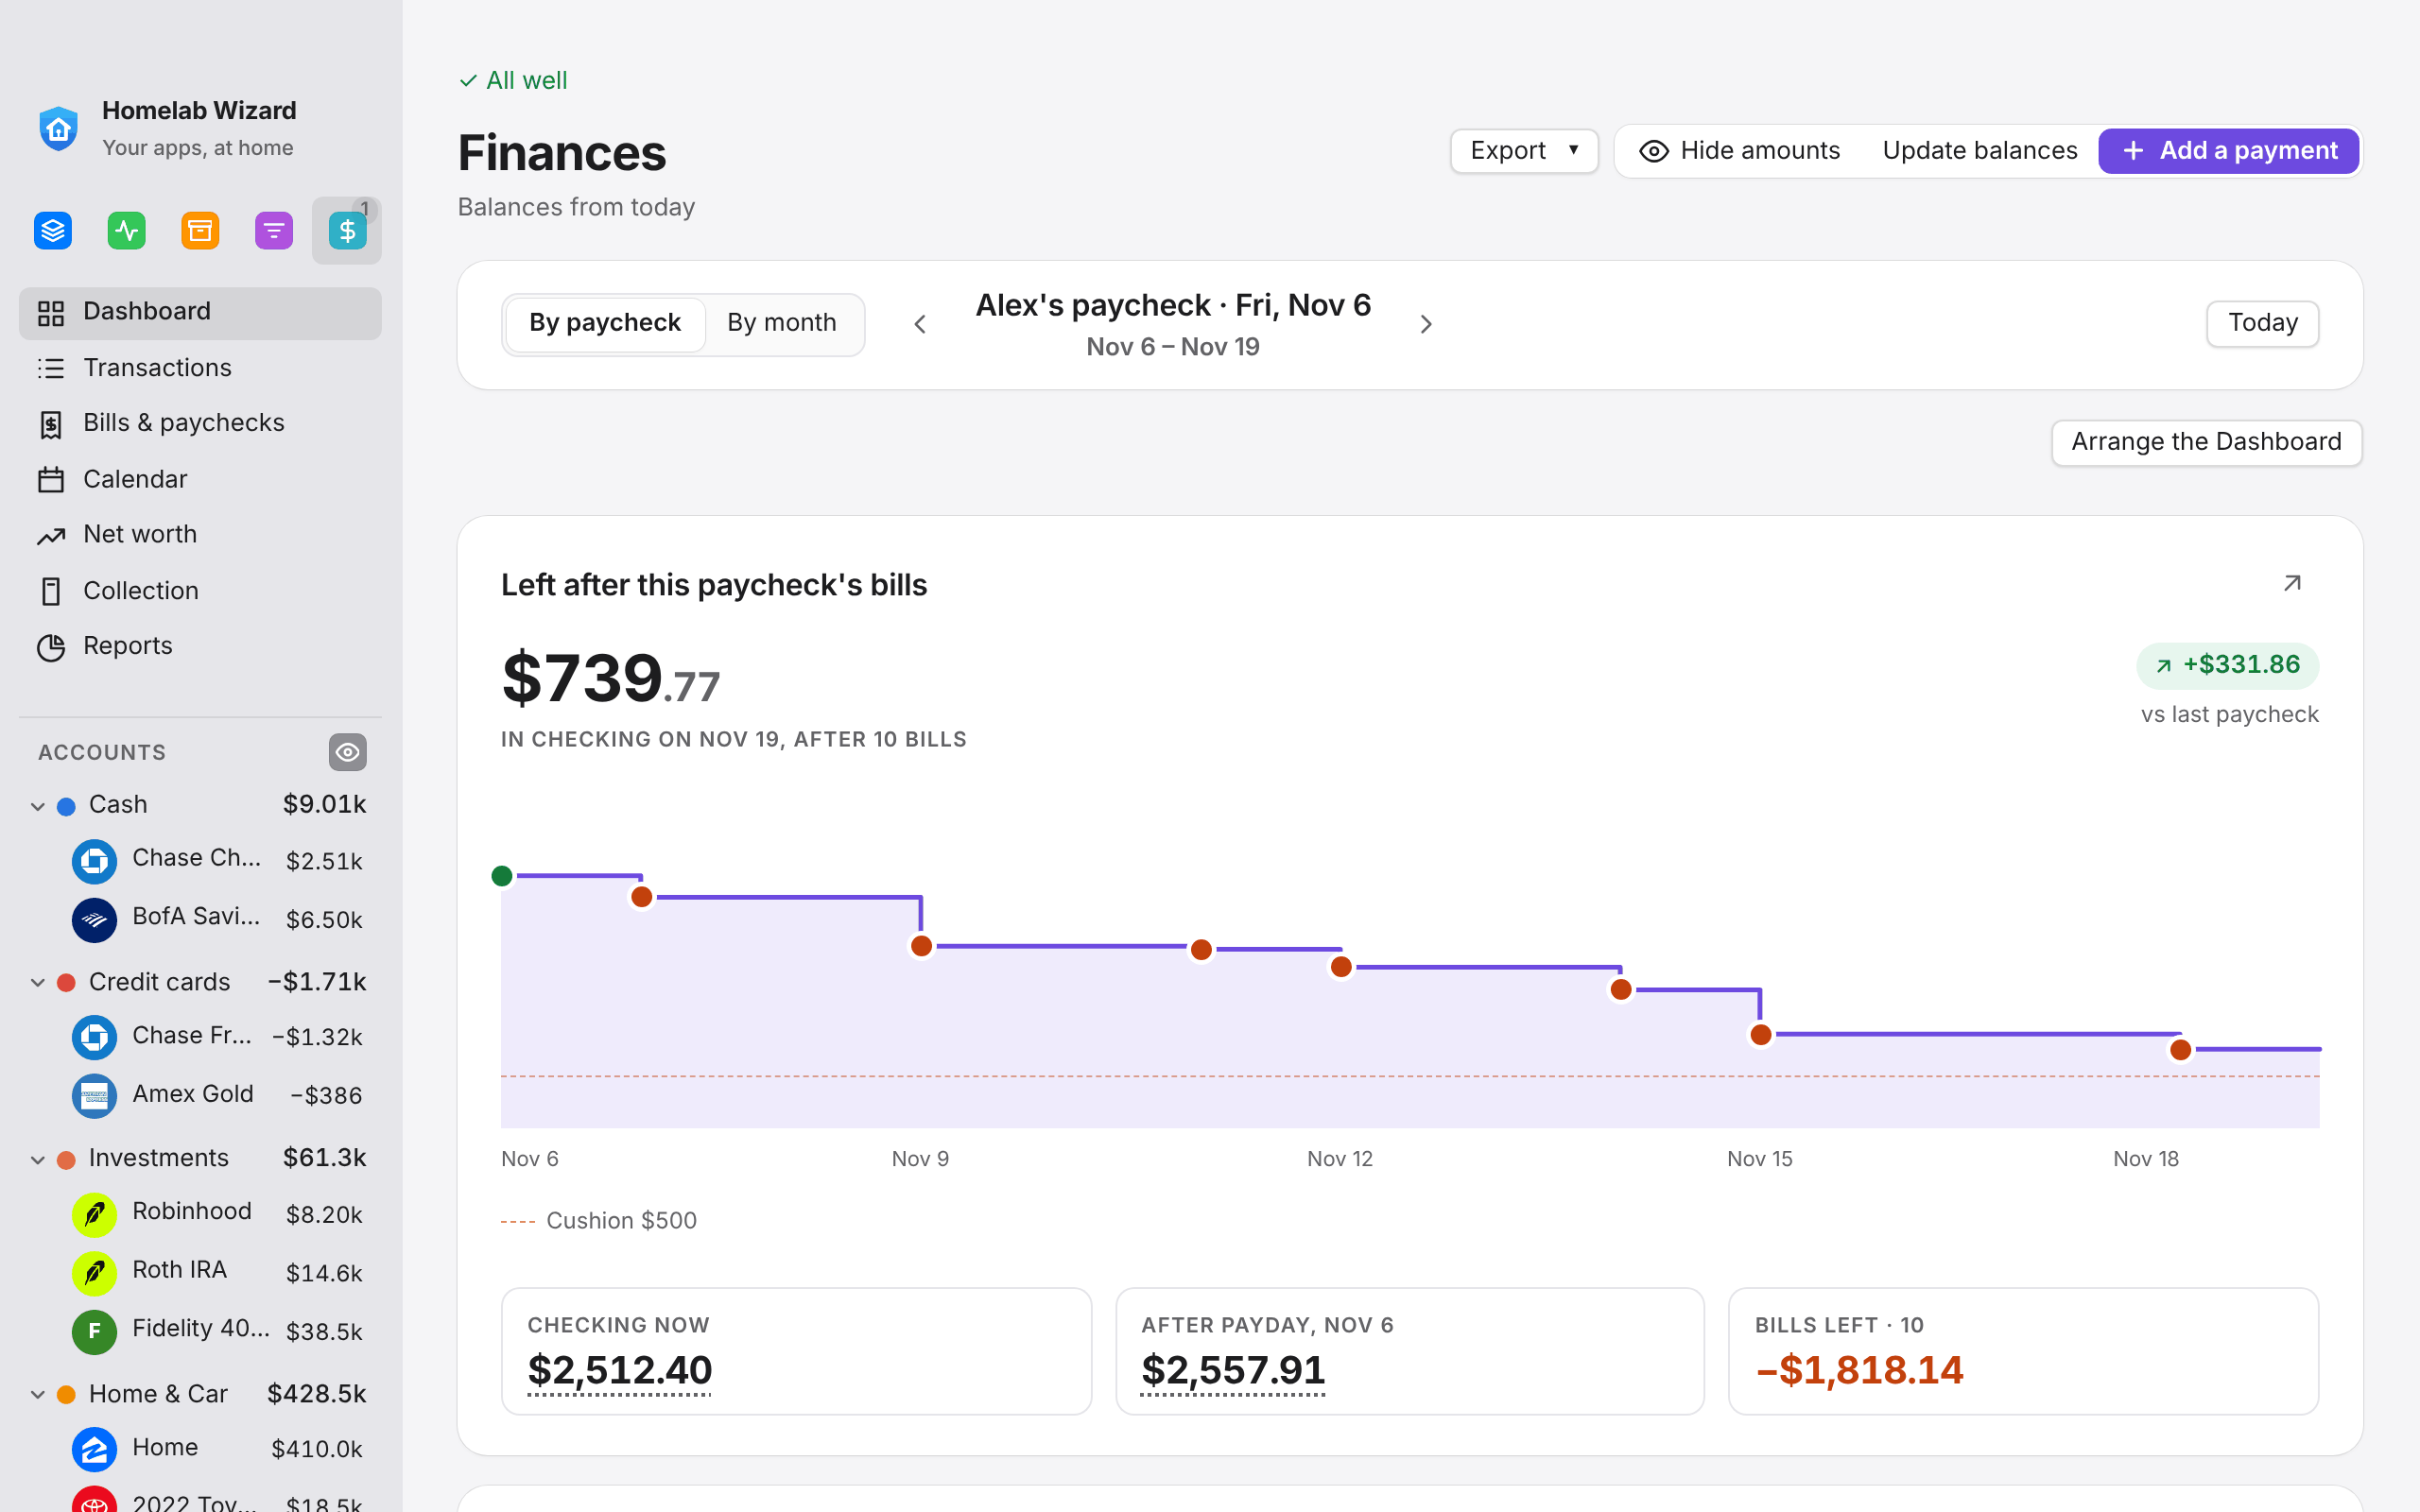 Homelab Wizard
Your apps, at home
1
Dashboard
Transactions
Bills & paychecks
Calendar
Net worth
Collection
Reports
ACCOUNTS
Cash $9.01k
Chase Ch... $2.51k
BofA Savi... $6.50k
Credit cards −$1.71k
Chase Fr... −$1.32k
Amex Gold −$386
Investments $61.3k
Robinhood $8.20k
Roth IRA $14.6k
F Fidelity 40... $38.5k
Home & Car $428.5k
Home $410.0k
2022 Toy... $18.5k
All well
Finances
Balances from today
Export
Hide amounts
Update balances
Add a payment
By paycheck
By month
Alex's paycheck · Fri, Nov 6
Nov 6 – Nov 19
Today
Arrange the Dashboard
Left after this paycheck's bills
$739.77
IN CHECKING ON NOV 19, AFTER 10 BILLS
+$331.86
vs last paycheck
Nov 6 Nov 9 Nov 12 Nov 15 Nov 18
Cushion $500
CHECKING NOW
$2,512.40
AFTER PAYDAY, NOV 6
$2,557.91
BILLS LEFT · 10
−$1,818.14